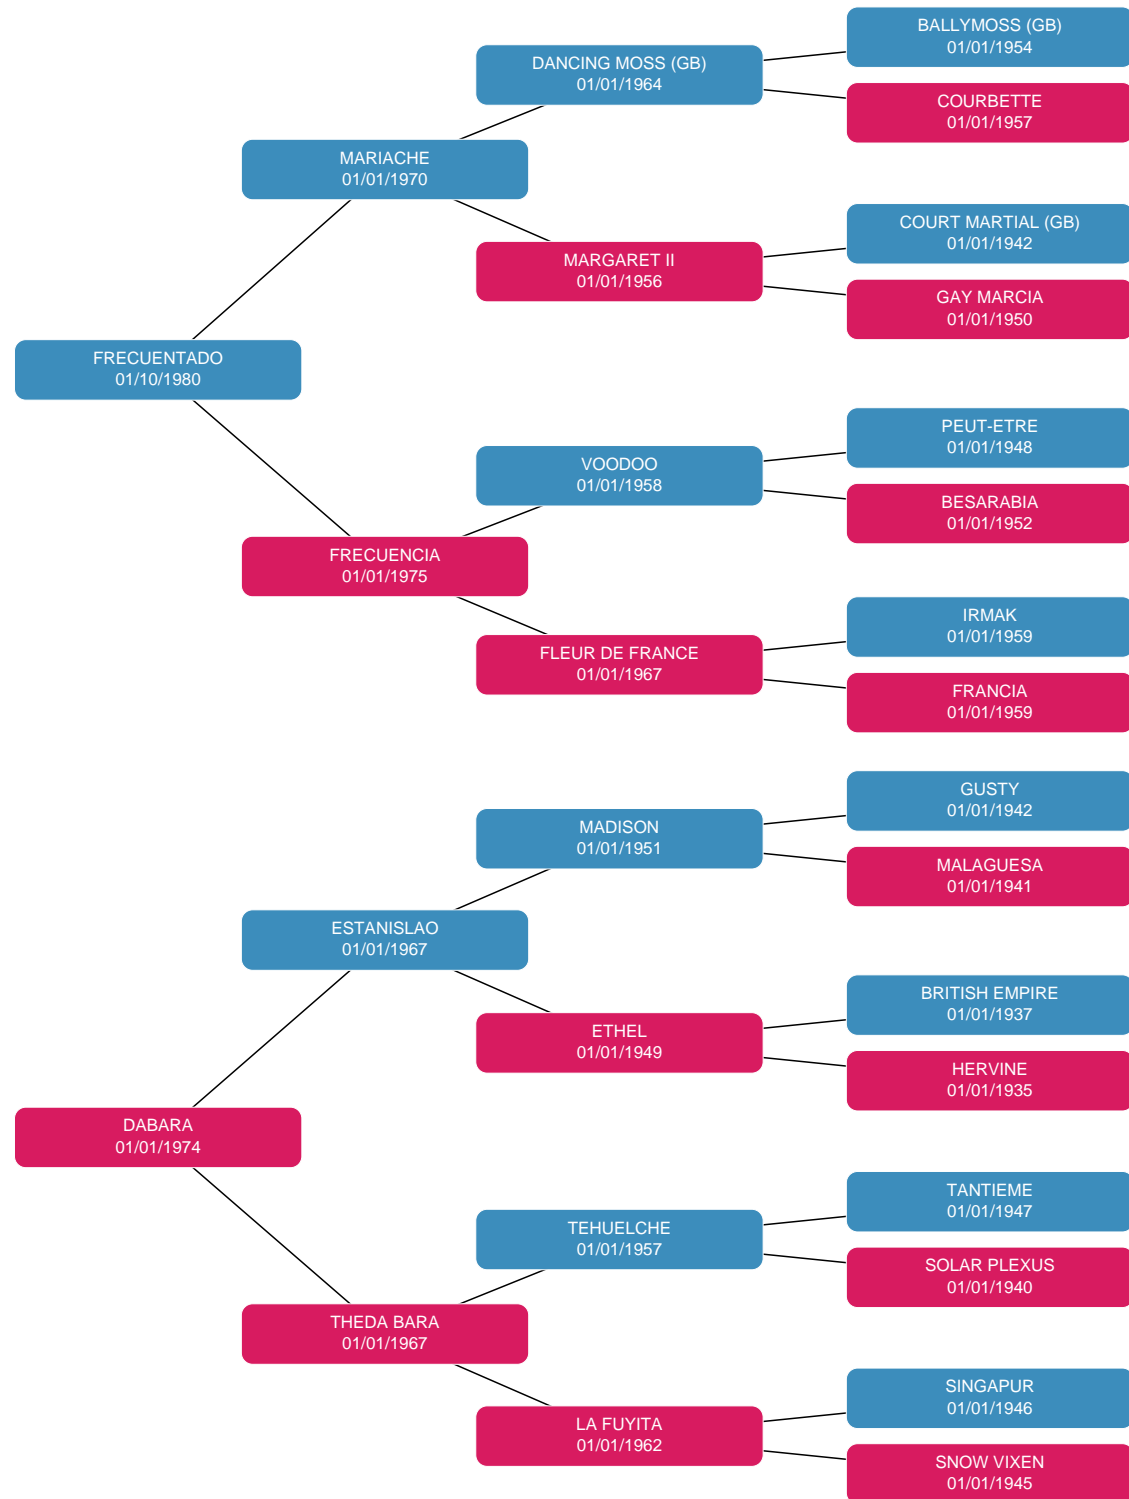 BALLYMOSS (GB)
01/01/1954
DANCING MOSS (GB)
01/01/1964
COURBETTE
01/01/1957
MARIACHE
01/01/1970
COURT MARTIAL (GB)
01/01/1942
MARGARET II
01/01/1956
GAY MARCIA
01/01/1950
FRECUENTADO
01/10/1980
PEUT-ETRE
01/01/1948
VOODOO
01/01/1958
BESARABIA
01/01/1952
FRECUENCIA
01/01/1975
IRMAK
01/01/1959
FLEUR DE FRANCE
01/01/1967
FRANCIA
01/01/1959
GUSTY
01/01/1942
MADISON
01/01/1951
MALAGUESA
01/01/1941
ESTANISLAO
01/01/1967
BRITISH EMPIRE
01/01/1937
ETHEL
01/01/1949
HERVINE
01/01/1935
DABARA
01/01/1974
TANTIEME
01/01/1947
TEHUELCHE
01/01/1957
SOLAR PLEXUS
01/01/1940
THEDA BARA
01/01/1967
SINGAPUR
01/01/1946
LA FUYITA
01/01/1962
SNOW VIXEN
01/01/1945